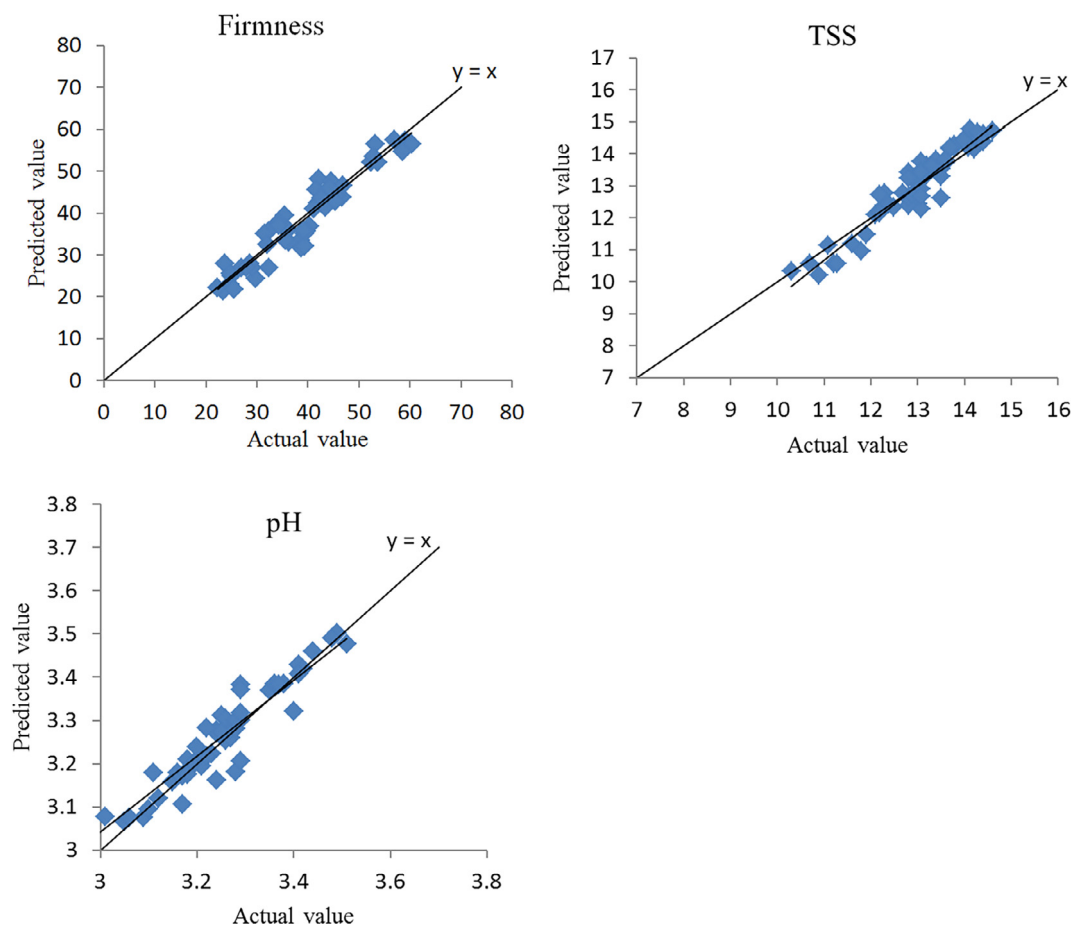 Firmness
80
70
60
50
40
30
20
10
0
0 10 20 30 40 50 60 70 80
Predicted value
Actual value
y = x
TSS
17
16
15
14
13
12
11
10
9
8
7
7 8 9 10 11 12 13 14 15 16
Predicted value
Actual value
y = x
pH
3.8
3.7
3.6
3.5
3.4
3.3
3.2
3.1
3
3 3.2 3.4 3.6 3.8
Predicted value
Actual value
y = x